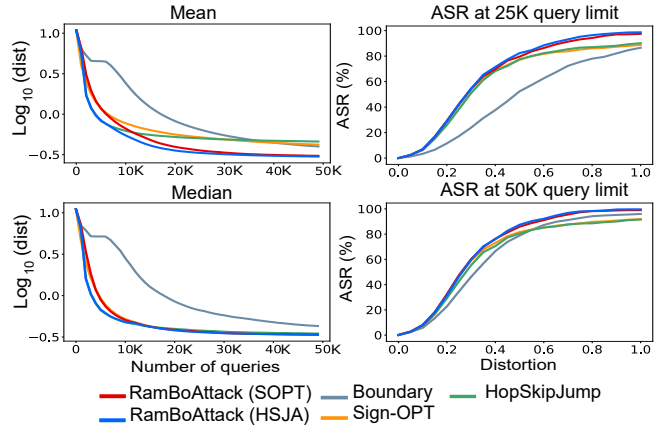 Mean
ASR at 25K query limit
Log10 (dist)
1.0
0.5
0.0
−0.5
0
10K
20K
30K
40K
50K
ASR (%)
100
80
60
40
20
0
0.0
0.2
0.4
0.6
0.8
1.0
Median
ASR at 50K query limit
Log10 (dist)
1.0
0.5
0.0
−0.5
0
10K
20K
30K
40K
50K
Number of queries
ASR (%)
100
80
60
40
20
0
0.0
0.2
0.4
0.6
0.8
1.0
Distortion
RamBoAttack (SOPT)
Boundary
HopSkipJump
RamBoAttack (HSJA)
Sign-OPT